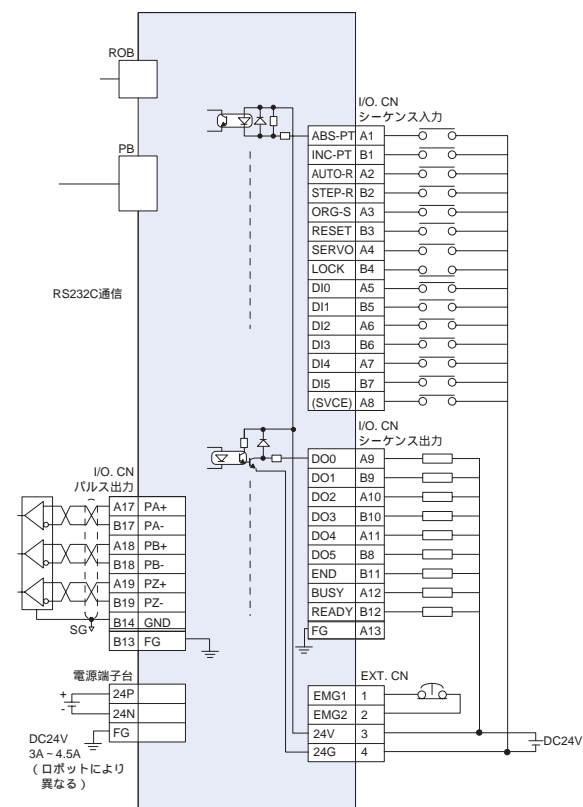 ROB
PB
RS232C通信
I/O. CN
シーケンス入力
ABS-PT A1
INC-PT B1
AUTO-R A2
STEP-R B2
ORG-S A3
RESET B3
SERVO A4
LOCK B4
DI0 A5
DI1 B5
DI2 A6
DI3 B6
DI4 A7
DI5 B7
(SVCE) A8
I/O. CN
シーケンス出力
DO0 A9
DO1 B9
DO2 A10
DO3 B10
DO4 A11
DO5 B8
END B11
BUSY A12
READY B12
FG A13
I/O. CN
パルス出力
A17 PA+
B17 PA-
A18 PB+
B18 PB-
A19 PZ+
B19 PZ-
B14 GND
SG
B13 FG
電源端子台
+ 24P
- 24N
FG
DC24V
3A~4.5A
(ロボットにより
異なる)
EXT. CN
EMG1 1
EMG2 2
24V 3
24G 4
DC24V